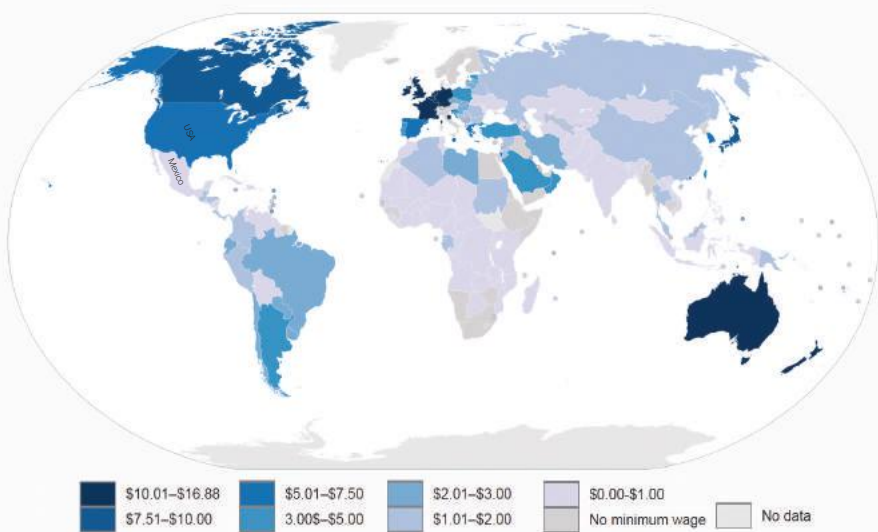 USA
Mexico
$10.01–$16.88
$5.01–$7.50
$2.01–$3.00
$0.00-$1.00
$7.51–$10.00
3.00$–$5.00
$1.01–$2.00
No minimum wage
No data